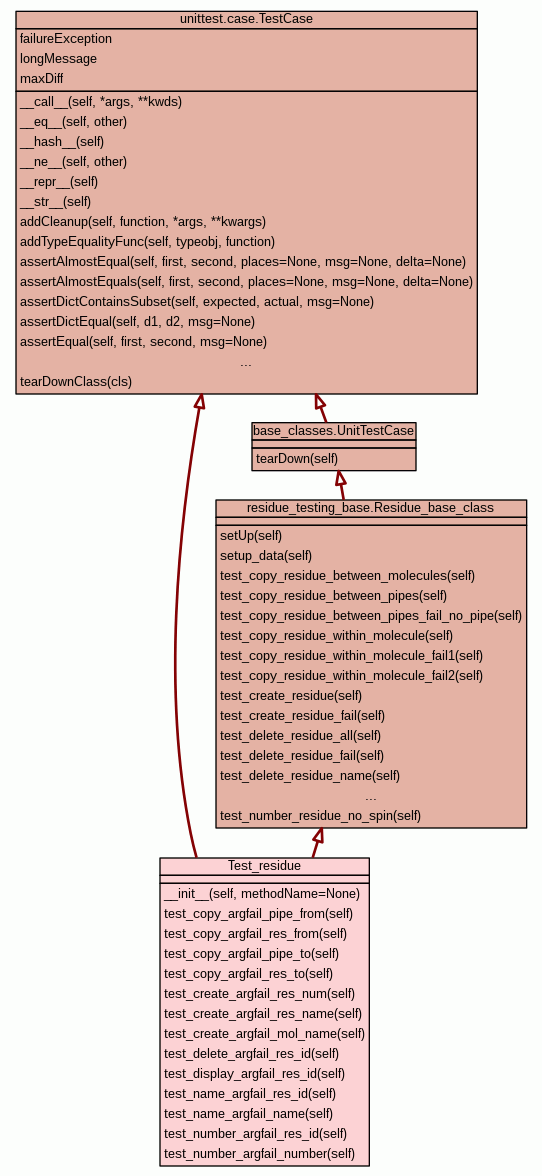 unittest.case.TestCase
failureException
longMessage
maxDiff
__call__(self, *args, **kwds)
__eq__(self, other)
__hash__(self)
__ne__(self, other)
__repr__(self)
__str__(self)
addCleanup(self, function, *args, **kwargs)
addTypeEqualityFunc(self, typeobj, function)
assertAlmostEqual(self, first, second, places=None, msg=None, delta=None)
assertAlmostEquals(self, first, second, places=None, msg=None, delta=None)
assertDictContainsSubset(self, expected, actual, msg=None)
assertDictEqual(self, d1, d2, msg=None)
assertEqual(self, first, second, msg=None)
...
tearDownClass(cls)
base_classes.UnitTestCase
tearDown(self)
residue_testing_base.Residue_base_class
setUp(self)
setup_data(self)
test_copy_residue_between_molecules(self)
test_copy_residue_between_pipes(self)
test_copy_residue_between_pipes_fail_no_pipe(self)
test_copy_residue_within_molecule(self)
test_copy_residue_within_molecule_fail1(self)
test_copy_residue_within_molecule_fail2(self)
test_create_residue(self)
test_create_residue_fail(self)
test_delete_residue_all(self)
test_delete_residue_fail(self)
test_delete_residue_name(self)
...
test_number_residue_no_spin(self)
Test_residue
__init__(self, methodName=None)
test_copy_argfail_pipe_from(self)
test_copy_argfail_res_from(self)
test_copy_argfail_pipe_to(self)
test_copy_argfail_res_to(self)
test_create_argfail_res_num(self)
test_create_argfail_res_name(self)
test_create_argfail_mol_name(self)
test_delete_argfail_res_id(self)
test_display_argfail_res_id(self)
test_name_argfail_res_id(self)
test_name_argfail_name(self)
test_number_argfail_res_id(self)
test_number_argfail_number(self)